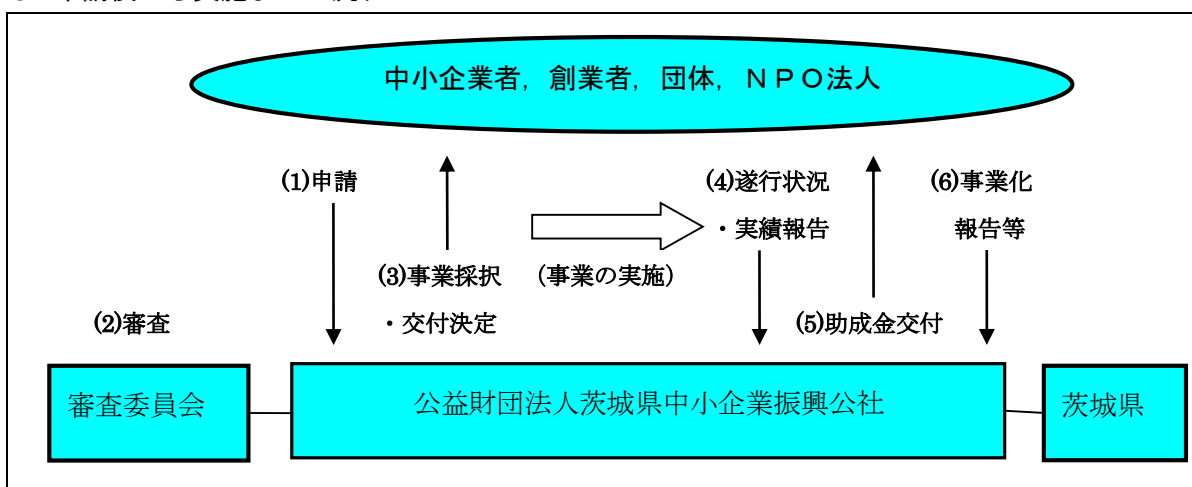 中小企業者，創業者，団体，ＮＰＯ法人
(1)申請
(3)事業採択
・交付決定
(事業の実施)
(4)遂行状況
・実績報告
(5)助成金交付
(6)事業化
報告等
(2)審査
審査委員会
公益財団法人茨城県中小企業振興公社
茨城県